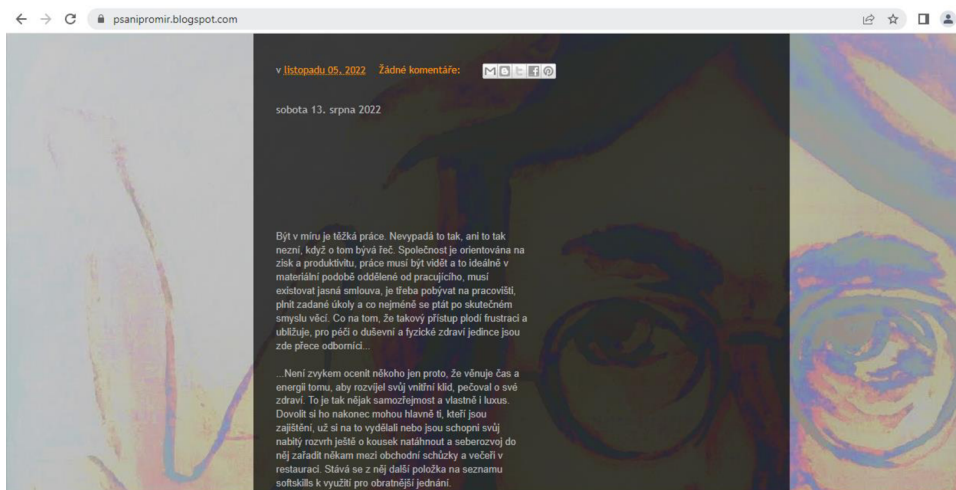 psanipromir.blogspot.com
v listopadu 05, 2022 Žádné komentáře:
sobota 13. srpna 2022
Být v míru je těžká práce. Nevypadá to tak, ani to tak
nezní, když o tom bývá řeč. Společnost je orientována na
zisk a produktivitu, práce musí být vidět a to ideálně v
materiální podobě oddělené od pracujícího, musí
existovat jasná smlouva, je třeba pobývat na pracovišti,
plnit zadané úkoly a co nejméně se ptát po skutečném
smyslu věcí. Co na tom, že takový přístup plodí frustraci a
ubližuje, pro péči o duševní a fyzické zdraví jedince jsou
zde přece odborníci...
...Není zvykem ocenit někoho jen proto, že věnuje čas a
energii tomu, aby rozvíjel svůj vnitřní klid, pečoval o své
zdraví. To je tak nějak samozřejmost a vlastně i luxus.
Dovolit si ho nakonec mohou hlavně ti, kteří jsou
zajištění, už si na to vydělali nebo jsou schopni svůj
nabitý rozvrh ještě o kousek natáhnout a seberozvoj do
něj zařadit někam mezi obchodní schůzky a večeři v
restauraci. Stává se z něj další položka na seznamu
softskills k využití pro obratnější jednání.